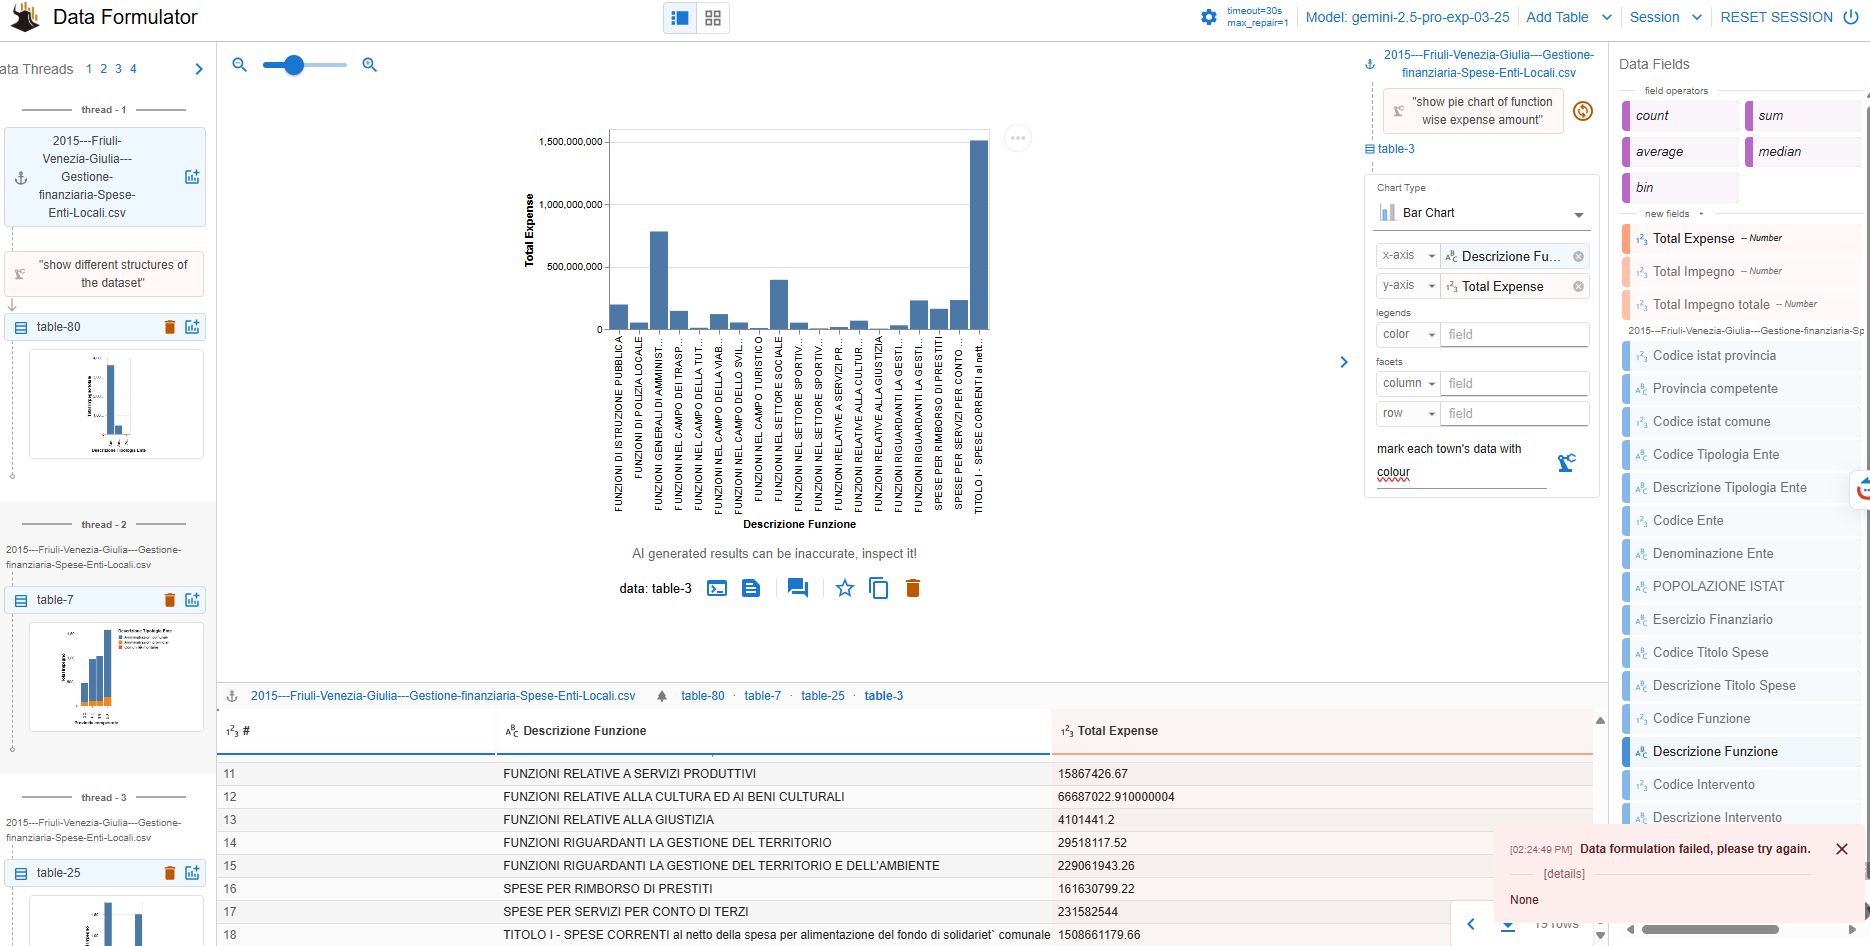 Data Formulator
timeout=30s
max_repair=1
Model: gemini-2.5-pro-exp-03-25
Add Table
Session
RESET SESSION
ata Threads 1 2 3 4
thread - 1
2015---Friuli-
Venezia-Giulia---
Gestione-
finanziaria-Spese-
Enti-Locali.csv
"show different structures of
the dataset"
table-80
Descrizione Tipologia Ente
thread - 2
2015---Friuli-Venezia-Giulia---Gestione-
finanziaria-Spese-Enti-Locali.csv
table-7
Descrizione Tipologia Ente
Provincia competente
thread - 3
2015---Friuli-Venezia-Giulia---Gestione-
finanziaria-Spese-Enti-Locali.csv
table-25
1,500,000,000
1,000,000,000
500,000,000
0
Total Expense
FUNZIONI DI ISTRUZIONE PUBBLICA
FUNZIONI DI POLIZIA LOCALE
FUNZIONI GENERALI DI AMMINIST...
FUNZIONI NEL CAMPO DEI TRASP...
FUNZIONI NEL CAMPO DELLA TUT...
FUNZIONI NEL CAMPO DELLA VIAB...
FUNZIONI NEL CAMPO DELLO SVIL...
FUNZIONI NEL CAMPO TURISTICO
FUNZIONI NEL SETTORE SOCIALE
FUNZIONI NEL SETTORE SPORTIV...
FUNZIONI NEL SETTORE SPORTIV...
FUNZIONI RELATIVE A SERVIZI PR...
FUNZIONI RELATIVE ALLA CULTUR...
FUNZIONI RELATIVE ALLA GIUSTIZIA
FUNZIONI RIGUARDANTI LA GESTI...
FUNZIONI RIGUARDANTI LA GESTI...
SPESE PER RIMBORSO DI PRESTITI
SPESE PER SERVIZI PER CONTO ...
TITOLO I - SPESE CORRENTI al nett...
Descrizione Funzione
AI generated results can be inaccurate, inspect it!
data: table-3
2015---Friuli-Venezia-Giulia---Gestione-
finanziaria-Spese-Enti-Locali.csv
"show pie chart of function
wise expense amount"
table-3
Chart Type
Bar Chart
x-axis Descrizione Fu...
y-axis Total Expense
legends
color field
facets
column field
row field
mark each town's data with
colour
Data Fields
field operators
count sum
average median
bin
new fields
Total Expense -- Number
Total Impegno -- Number
Total Impegno totale -- Number
2015---Friuli-Venezia-Giulia---Gestione-finanziaria-Sp
Codice istat provincia
Provincia competente
Codice istat comune
Codice Tipologia Ente
Descrizione Tipologia Ente
Codice Ente
Denominazione Ente
POPOLAZIONE ISTAT
Esercizio Finanziario
Codice Titolo Spese
Descrizione Titolo Spese
Codice Funzione
Descrizione Funzione
Codice Intervento
Descrizione Intervento
2015---Friuli-Venezia-Giulia---Gestione-finanziaria-Spese-Enti-Locali.csv table-80 · table-7 · table-25 · table-3
# Descrizione Funzione Total Expense
11 FUNZIONI RELATIVE A SERVIZI PRODUTTIVI 15867426.67
12 FUNZIONI RELATIVE ALLA CULTURA ED AI BENI CULTURALI 66687022.910000004
13 FUNZIONI RELATIVE ALLA GIUSTIZIA 4101441.2
14 FUNZIONI RIGUARDANTI LA GESTIONE DEL TERRITORIO 29518117.52
15 FUNZIONI RIGUARDANTI LA GESTIONE DEL TERRITORIO E DELL'AMBIENTE 229061943.26
16 SPESE PER RIMBORSO DI PRESTITI 161630799.22
17 SPESE PER SERVIZI PER CONTO DI TERZI 231582544
18 TITOLO I - SPESE CORRENTI al netto della spesa per alimentazione del fondo di solidariet` comunale 1508661179.66
19 rows
[02:24:49 PM] Data formulation failed, please try again.
[details]
None